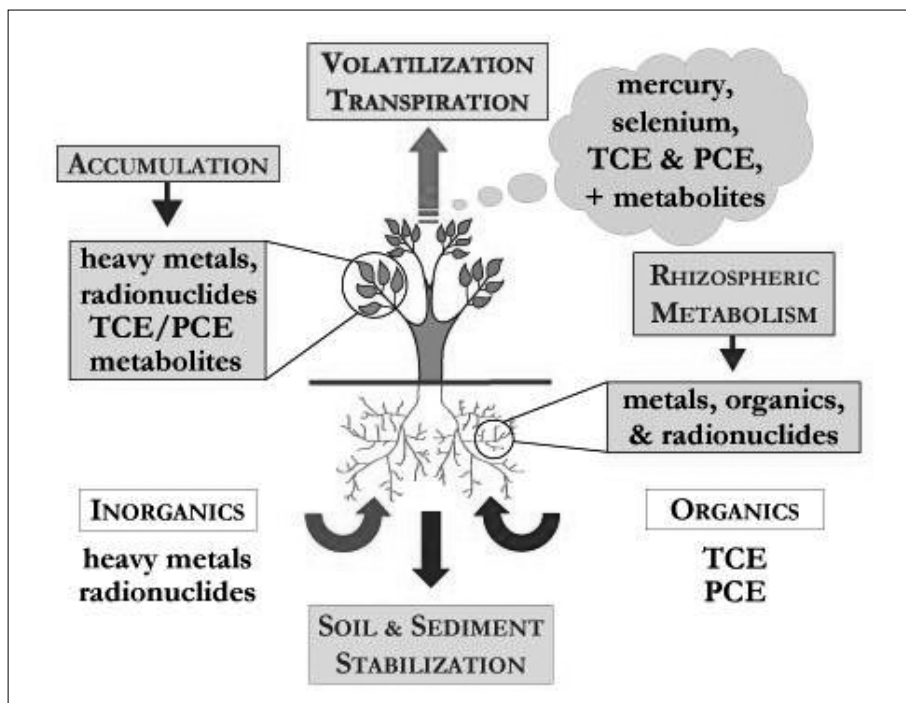 VOLATILIZATION
TRANSPIRATION
mercury,
selenium,
TCE & PCE,
+ metabolites
ACCUMULATION
heavy metals,
radionuclides
TCE/PCE
metabolites
RHIZOSPHERIC
METABOLISM
metals, organics,
& radionuclides
INORGANICS
heavy metals
radionuclides
ORGANICS
TCE
PCE
SOIL & SEDIMENT
STABILIZATION